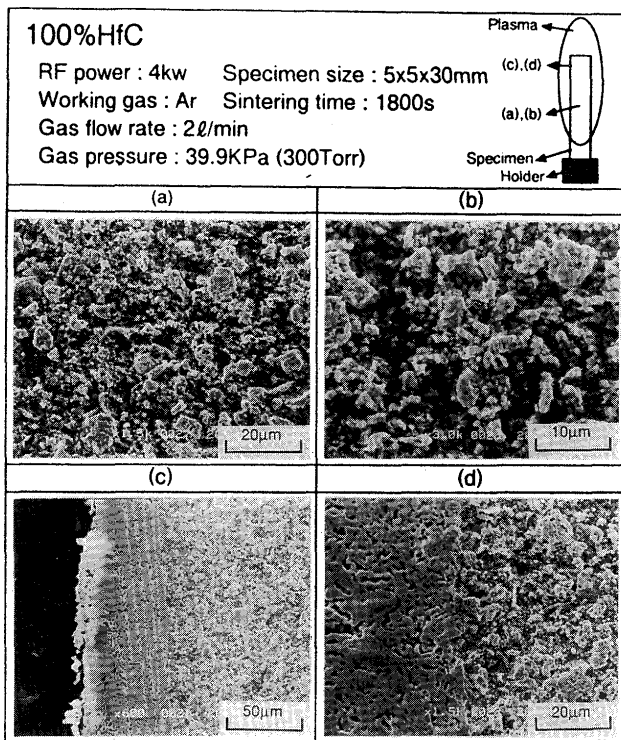 100%HfC
RF power : 4kw Specimen size : 5x5x30mm
Working gas : Ar Sintering time : 1800s
Gas flow rate : 2ℓ/min
Gas pressure : 39.9KPa (300Torr)
Plasma
(c),(d)
(a),(b)
Specimen
Holder
(a) (b)
20μm
10μm
(c) (d)
x600
50μm
20μm